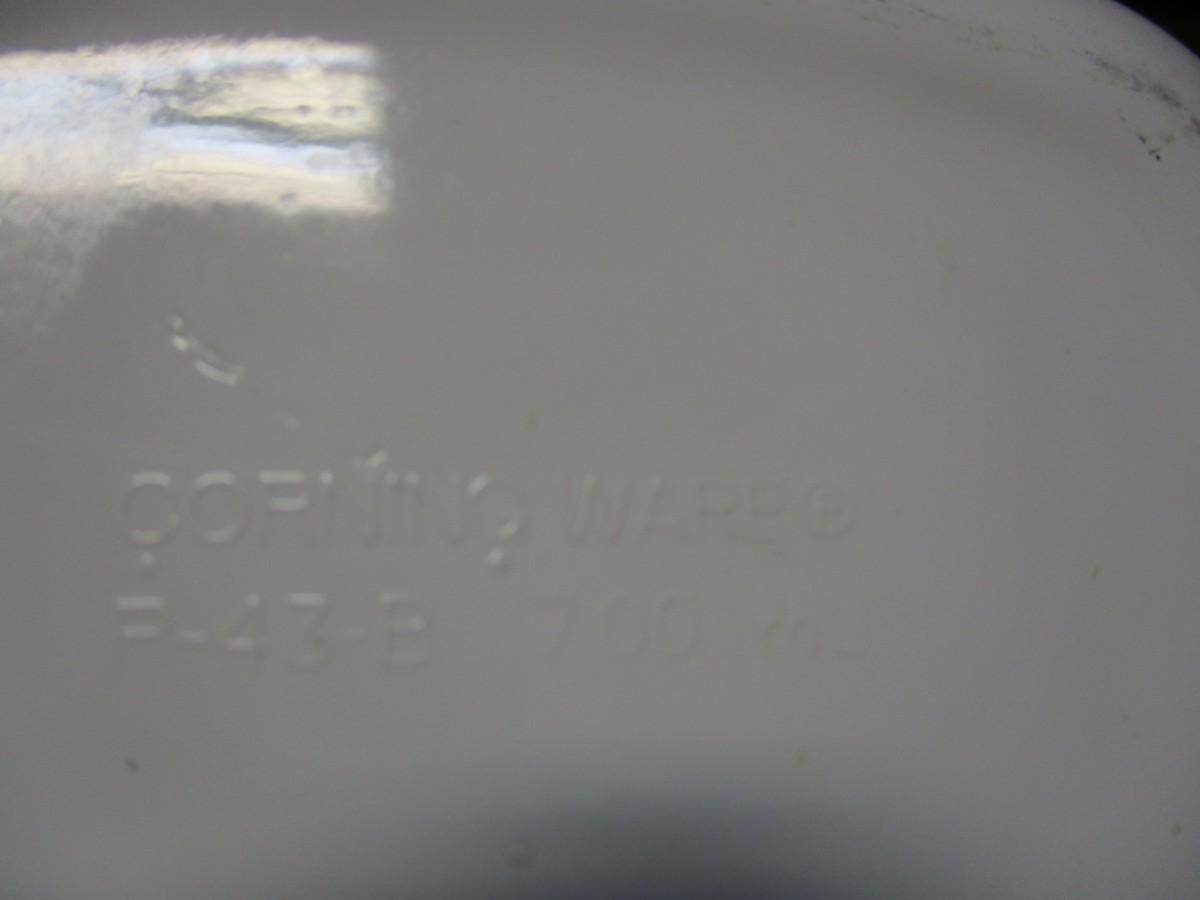 CORNING WARE®
P-43-B 700 mL